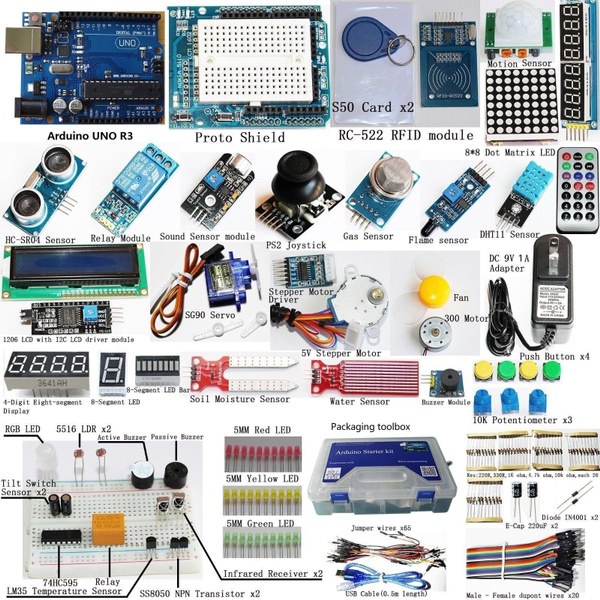 UNO
Arduino UNO R3
Proto Shield
S50 Card x2
RFID-RC522
RC-522 RFID module
Motion Sensor
8*8 Dot Matrix LED
HC-SR04 Sensor
Relay Module
Sound Sensor module
PS2 Joystick
Gas Sensor
Flame sensor
DHT11 Sensor
DC 9V 1A
Adapter
1206 LCD with I2C LCD driver module
SG90 Servo
Stepper Motor
Driver
5V Stepper Motor
Fan
300 Motor
Push Button x4
3641AH
4-Digit Eight-segment
Display
8-Segment LED
8-Segment LED Bar
Soil Moisture Sensor
Water Sensor
Buzzer Module
10K Potentiometer x3
RGB LED
5516 LDR x2
Active Buzzer
Passive Buzzer
Tilt Switch
Sensor x2
5MM Red LED
5MM Yellow LED
5MM Green LED
Packaging toolbox
Arduino Starter kit
Res:220R,330R,1K ohm,4.7k ohm,10k ohm,each 20
Diode IN4001 x2
E-Cap 220uF x2
Infrared Receiver x2
74HC595
Relay
LM35 Temperature Sensor
SS8050 NPN Transistor x2
Jumper wires x65
USB Cable(0.5m length)
Male - Female dupont wires x20